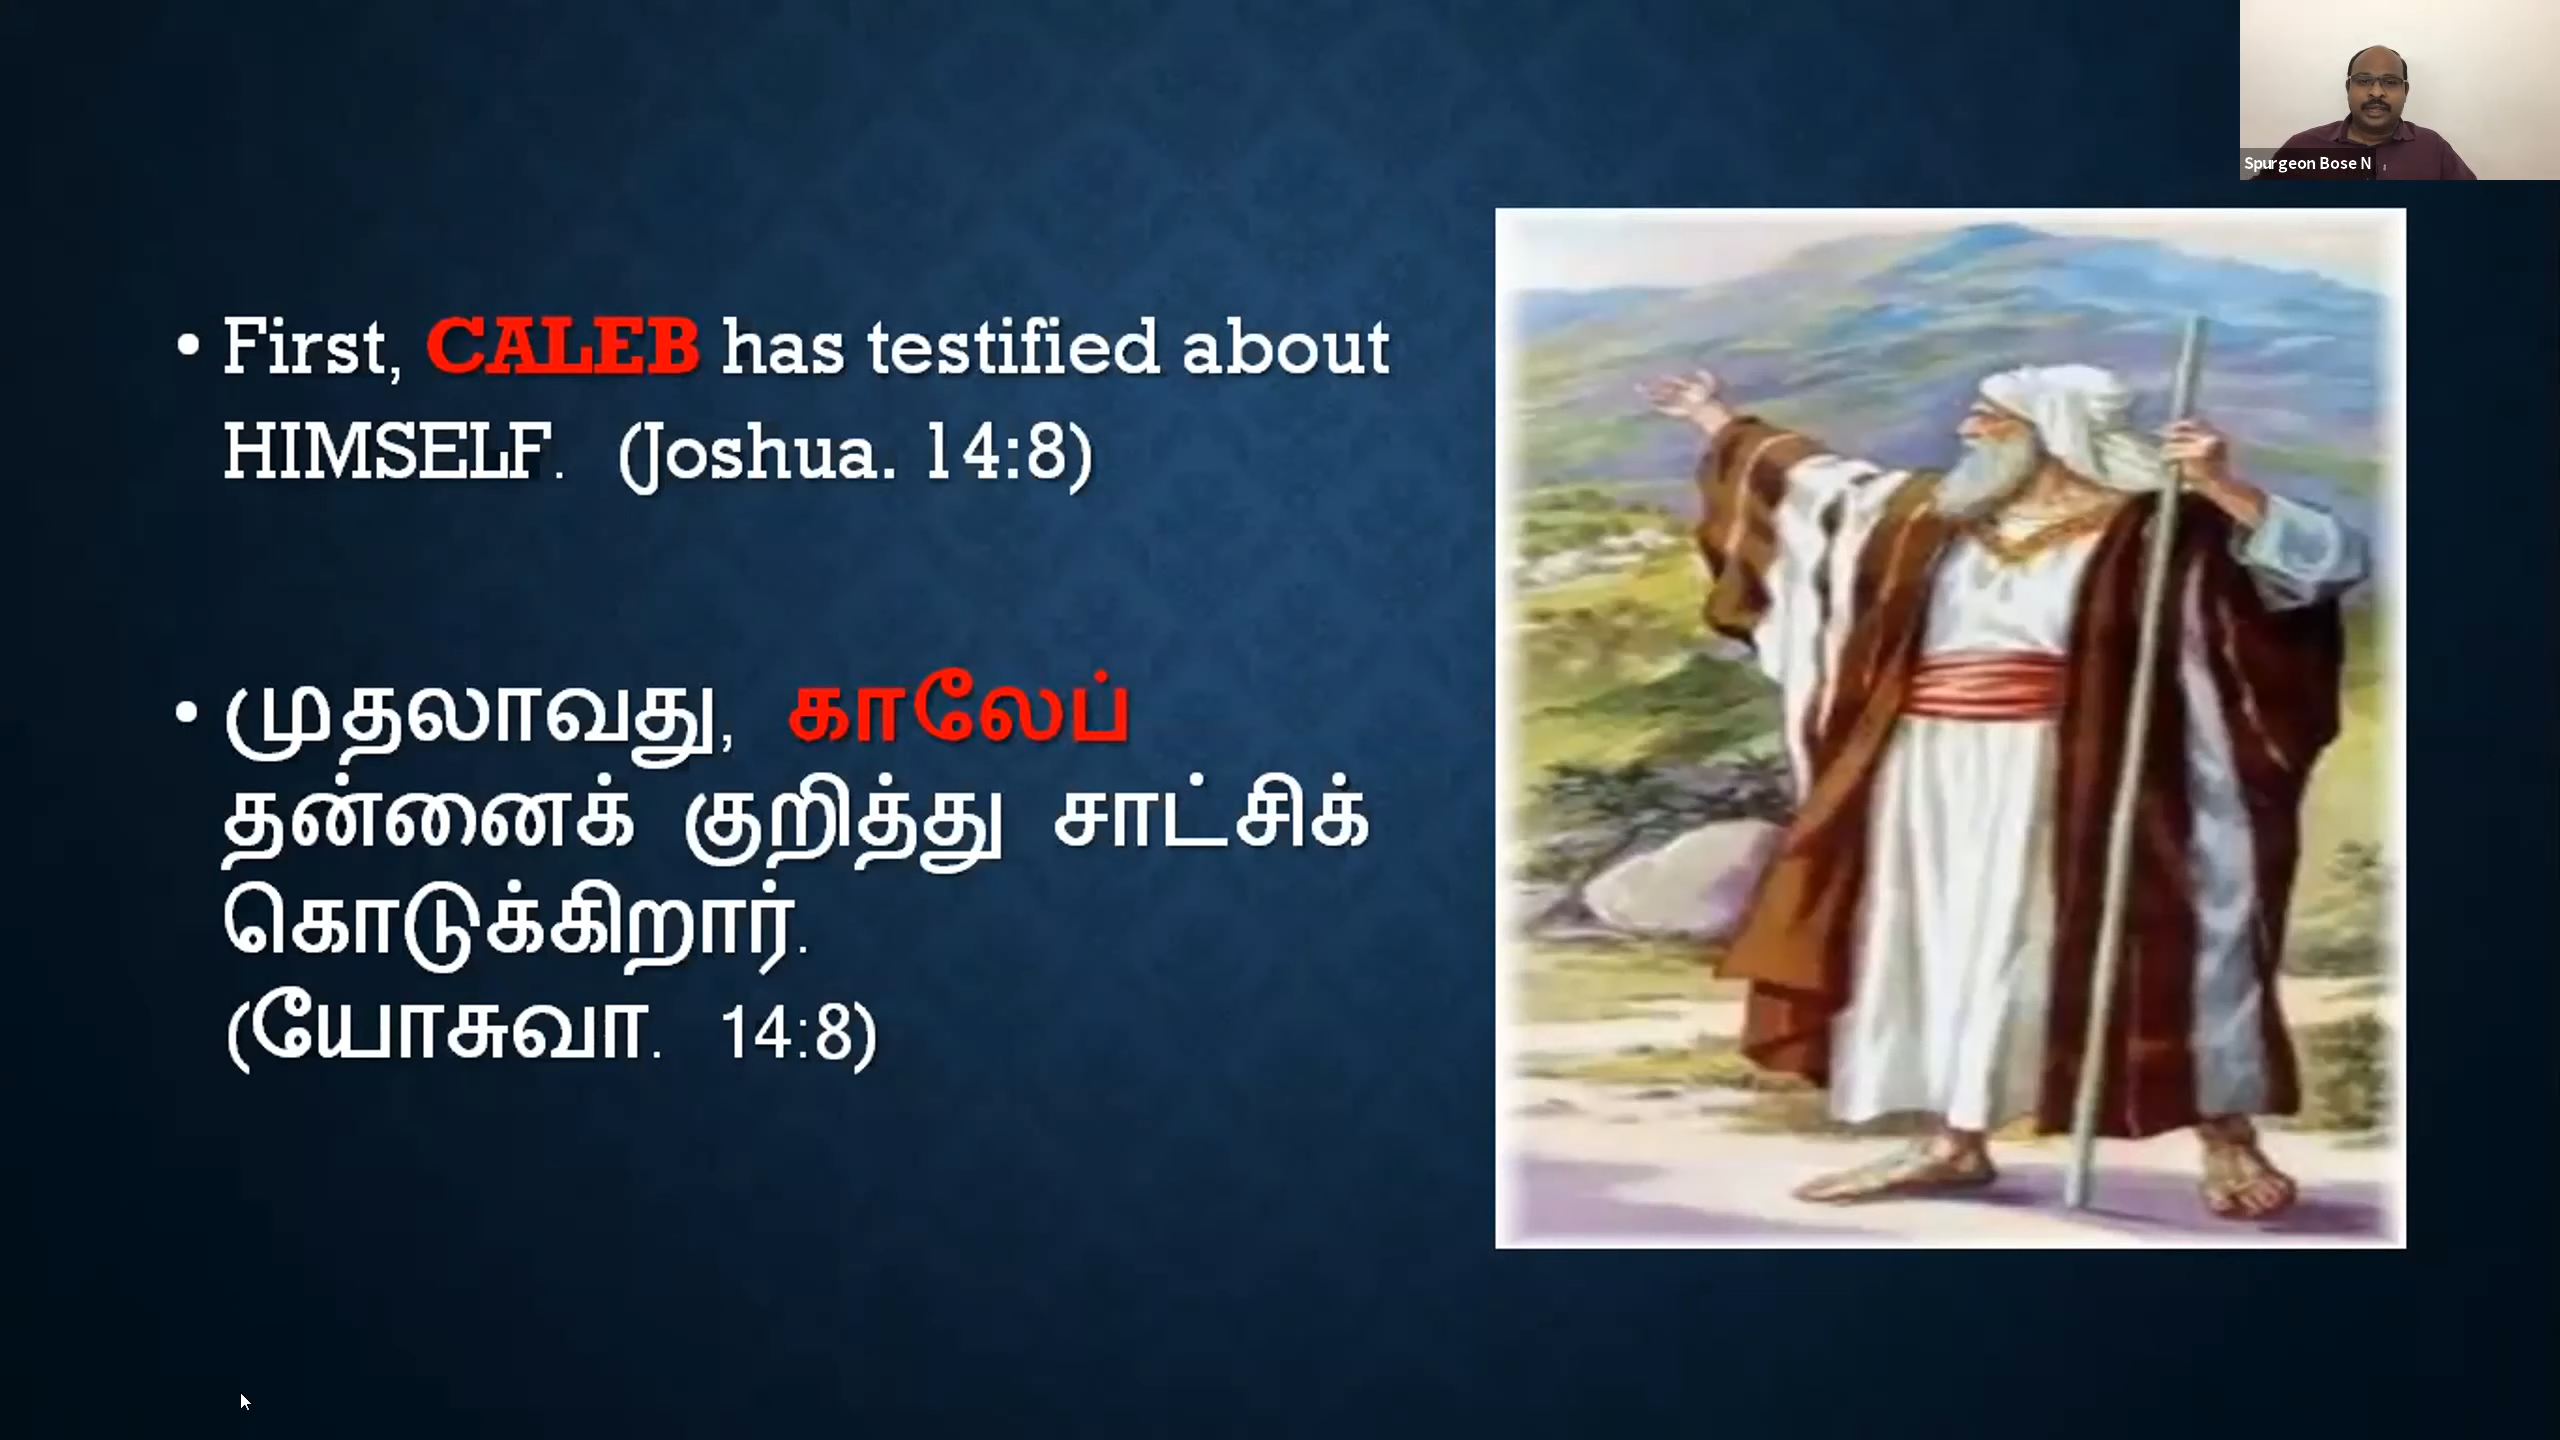 • First, CALEB has testified about
HIMSELF. (Joshua. 14:8)
• முதலாவது, காலேப்
தன்னைக் குறித்து சாட்சிக்
கொடுக்கிறார்.
(யோசுவா. 14:8)
Spurgeon Bose N